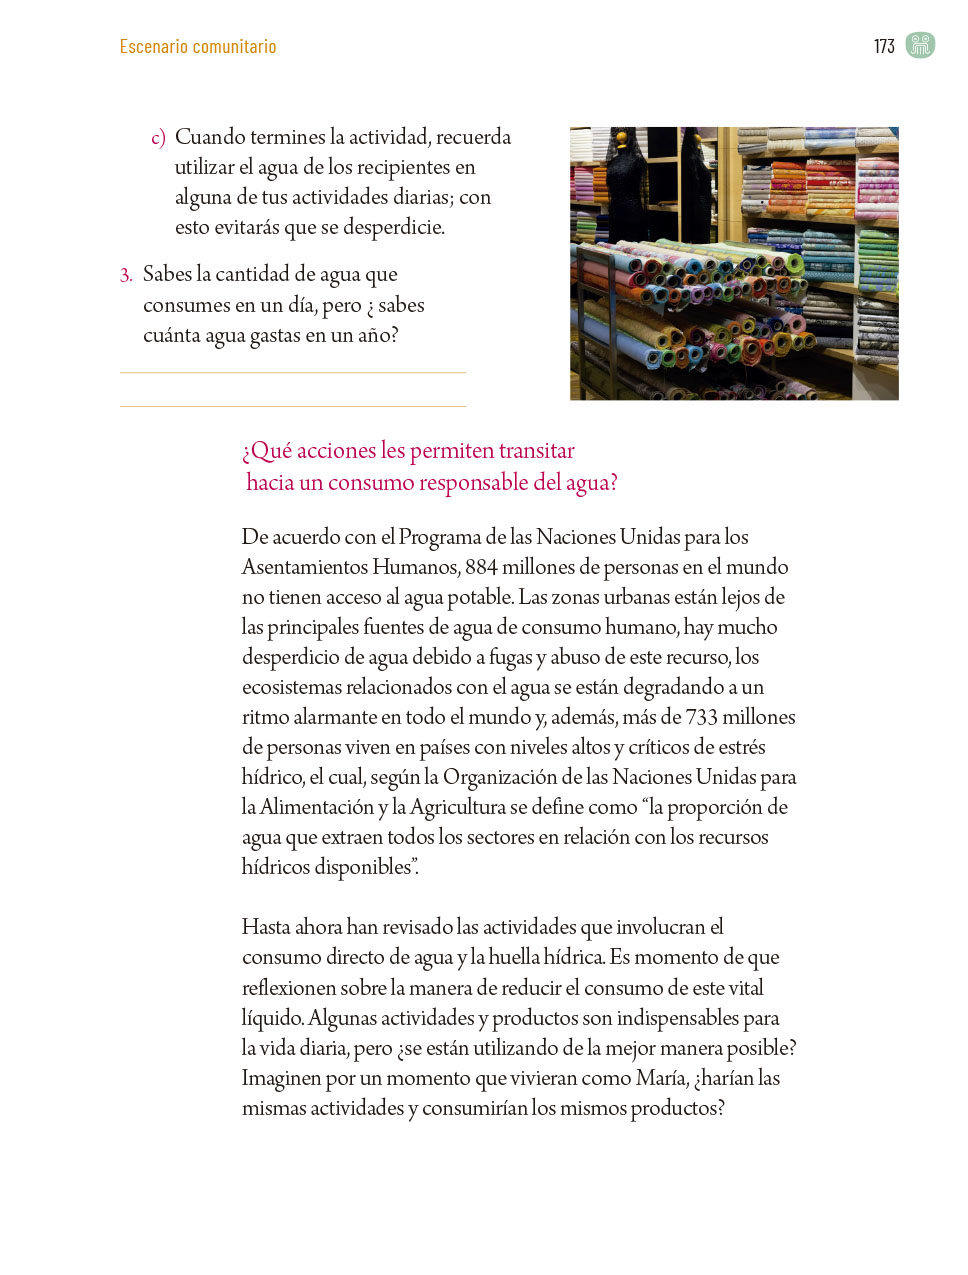 Escenario comunitario
173
c) Cuando termines la actividad, recuerda
utilizar el agua de los recipientes en
alguna de tus actividades diarias; con
esto evitarás que se desperdicie.
3. Sabes la cantidad de agua que
consumes en un día, pero ¿ sabes
cuánta agua gastas en un año?
¿Qué acciones les permiten transitar
hacia un consumo responsable del agua?
De acuerdo con el Programa de las Naciones Unidas para los
Asentamientos Humanos, 884 millones de personas en el mundo
no tienen acceso al agua potable. Las zonas urbanas están lejos de
las principales fuentes de agua de consumo humano, hay mucho
desperdicio de agua debido a fugas y abuso de este recurso, los
ecosistemas relacionados con el agua se están degradando a un
ritmo alarmante en todo el mundo y, además, más de 733 millones
de personas viven en países con niveles altos y críticos de estrés
hídrico, el cual, según la Organización de las Naciones Unidas para
la Alimentación y la Agricultura se define como “la proporción de
agua que extraen todos los sectores en relación con los recursos
hídricos disponibles”.
Hasta ahora han revisado las actividades que involucran el
consumo directo de agua y la huella hídrica. Es momento de que
reflexionen sobre la manera de reducir el consumo de este vital
líquido. Algunas actividades y productos son indispensables para
la vida diaria, pero ¿se están utilizando de la mejor manera posible?
Imaginen por un momento que vivieran como María, ¿harían las
mismas actividades y consumirían los mismos productos?